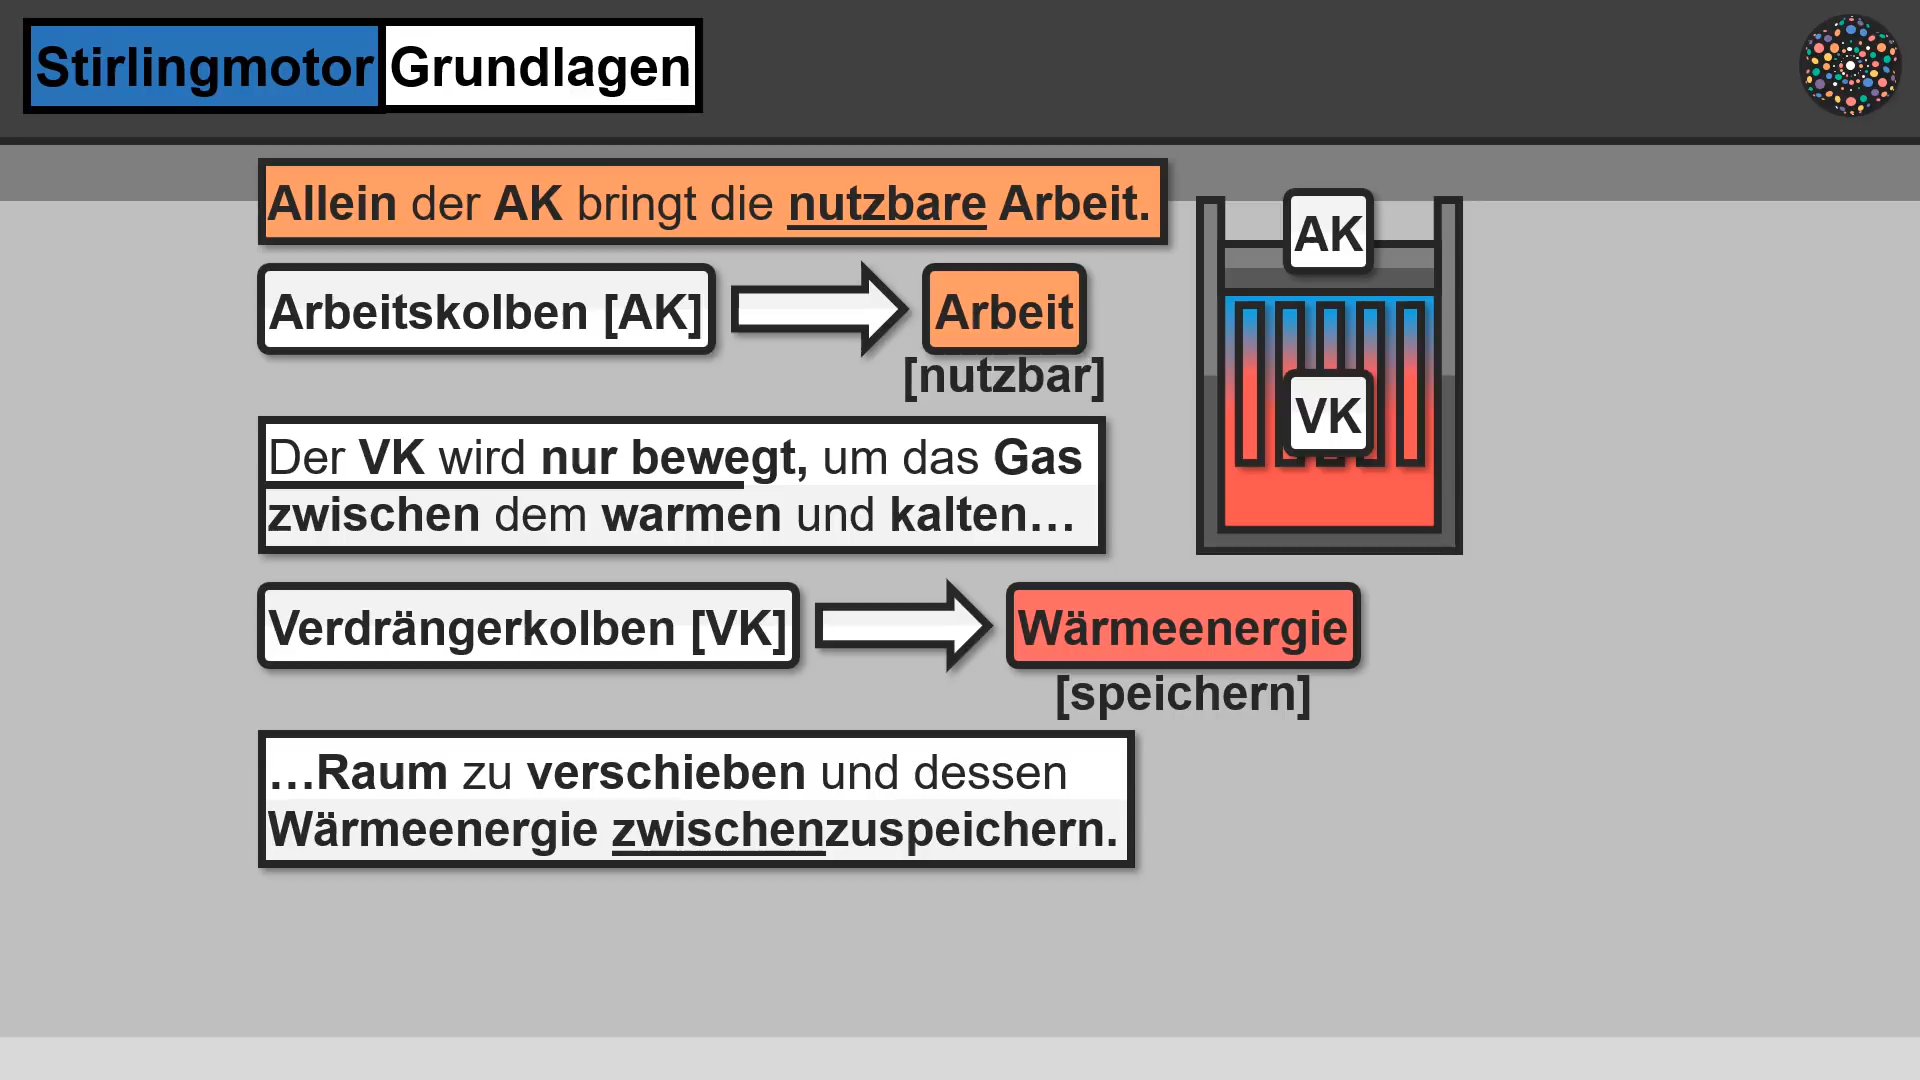 Stirlingmotor Grundlagen
Allein der AK bringt die nutzbare Arbeit.
AK
Arbeitskolben [AK]
Arbeit
[nutzbar]
VK
Der VK wird nur bewegt, um das Gas
zwischen dem warmen und kalten…
Verdrängerkolben [VK]
Wärmeenergie
[speichern]
…Raum zu verschieben und dessen
Wärmeenergie zwischenzuspeichern.